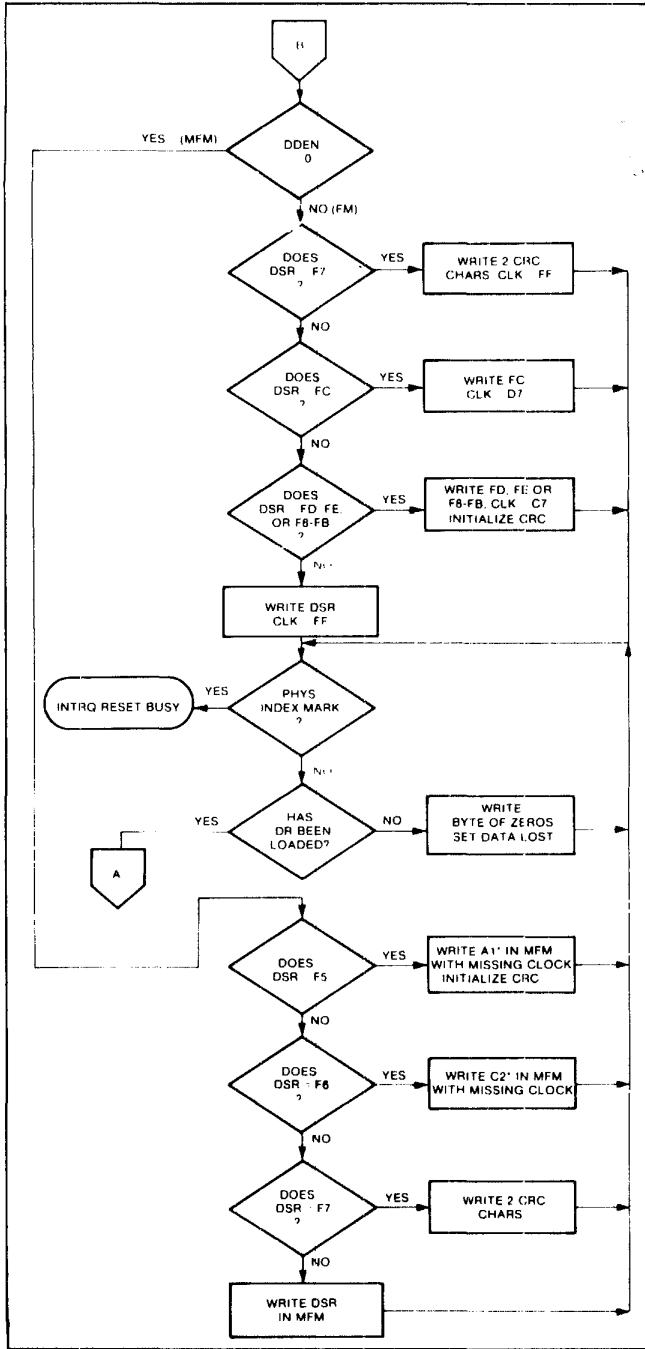 B
DDEN
0
YES (MFM)
NO (FM)
DOES
DSR F7
?
YES
WRITE 2 CRC
CHARS CLK FF
NO
DOES
DSR FC
?
YES
WRITE FC
CLK D7
NO
DOES
DSR FD, FE,
OR F8-FB
?
YES
WRITE FD, FE OR
F8-FB, CLK C7
INITIALIZE CRC
NO
WRITE DSR
CLK FF
PHYS
INDEX MARK
?
YES
INTRQ RESET BUSY
NO
HAS
DR BEEN
LOADED?
YES
A
NO
WRITE
BYTE OF ZEROS
SET DATA LOST
DOES
DSR F5
YES
WRITE A1* IN MFM
WITH MISSING CLOCK
INITIALIZE CRC
NO
DOES
DSR = F6
?
YES
WRITE C2* IN MFM
WITH MISSING CLOCK
NO
DOES
DSR = F7
?
YES
WRITE 2 CRC
CHARS
NO
WRITE DSR
IN MFM